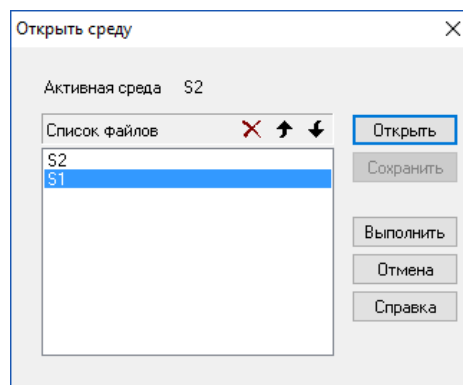 Открыть среду
Активная среда S2
Список файлов
Открыть
S2
S1
Сохранить
Выполнить
Отмена
Справка